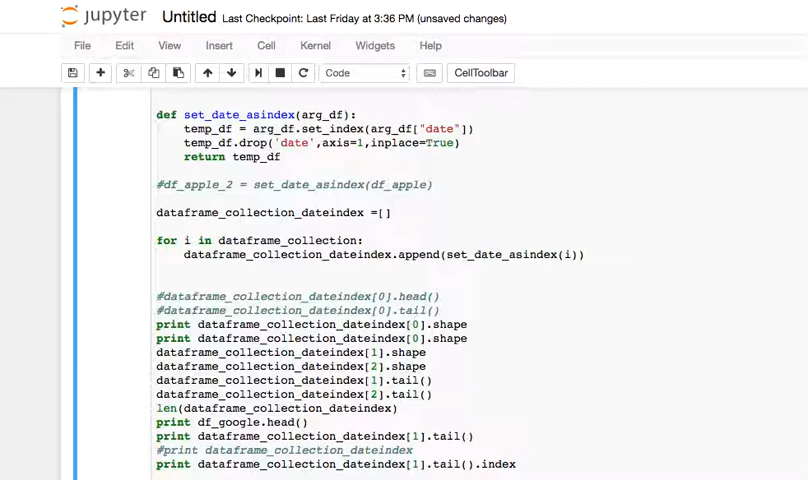 jupyter Untitled Last Checkpoint: Last Friday at 3:36 PM (unsaved changes)
File Edit View Insert Cell Kernel Widgets Help
Code CellToolbar
def set_date_asindex(arg_df):
temp_df = arg_df.set_index(arg_df["date"])
temp_df.drop('date',axis=1,inplace=True)
return temp_df
#df_apple_2 = set_date_asindex(df_apple)
dataframe_collection_dateindex =[]
for i in dataframe_collection:
dataframe_collection_dateindex.append(set_date_asindex(i))
#dataframe_collection_dateindex[0].head()
#dataframe_collection_dateindex[0].tail()
print dataframe_collection_dateindex[0].shape
print dataframe_collection_dateindex[0].shape
dataframe_collection_dateindex[1].shape
dataframe_collection_dateindex[2].shape
dataframe_collection_dateindex[1].tail()
dataframe_collection_dateindex[2].tail()
len(dataframe_collection_dateindex)
print df_google.head()
print dataframe_collection_dateindex[1].tail()
#print dataframe_collection_dateindex
print dataframe_collection_dateindex[1].tail().index